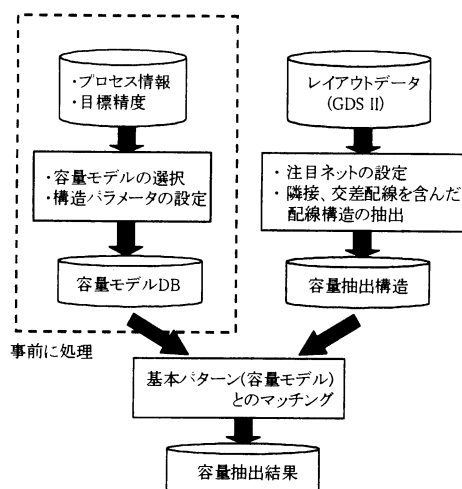 ・プロセス情報
・目標精度
・容量モデルの選択
・構造パラメータの設定
容量モデルDB
事前に処理
レイアウトデータ
(GDS II)
・注目ネットの設定
・隣接、交差配線を含んだ
配線構造の抽出
容量抽出構造
基本パターン(容量モデル)
とのマッチング
容量抽出結果